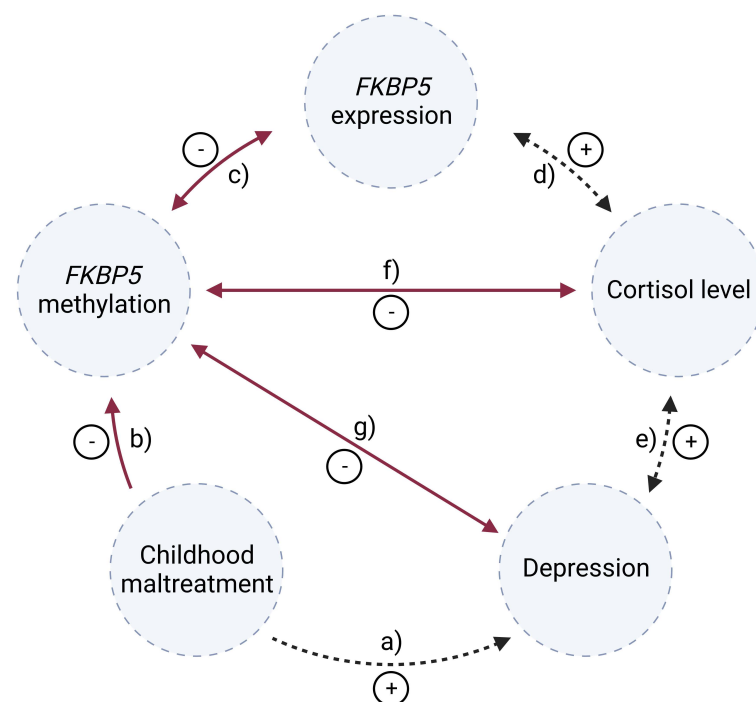 FKBP5
expression
-
c)
+
d)
FKBP5
methylation
f)
-
Cortisol level
g)
-
-
b)
e)
+
Childhood
maltreatment
Depression
a)
+